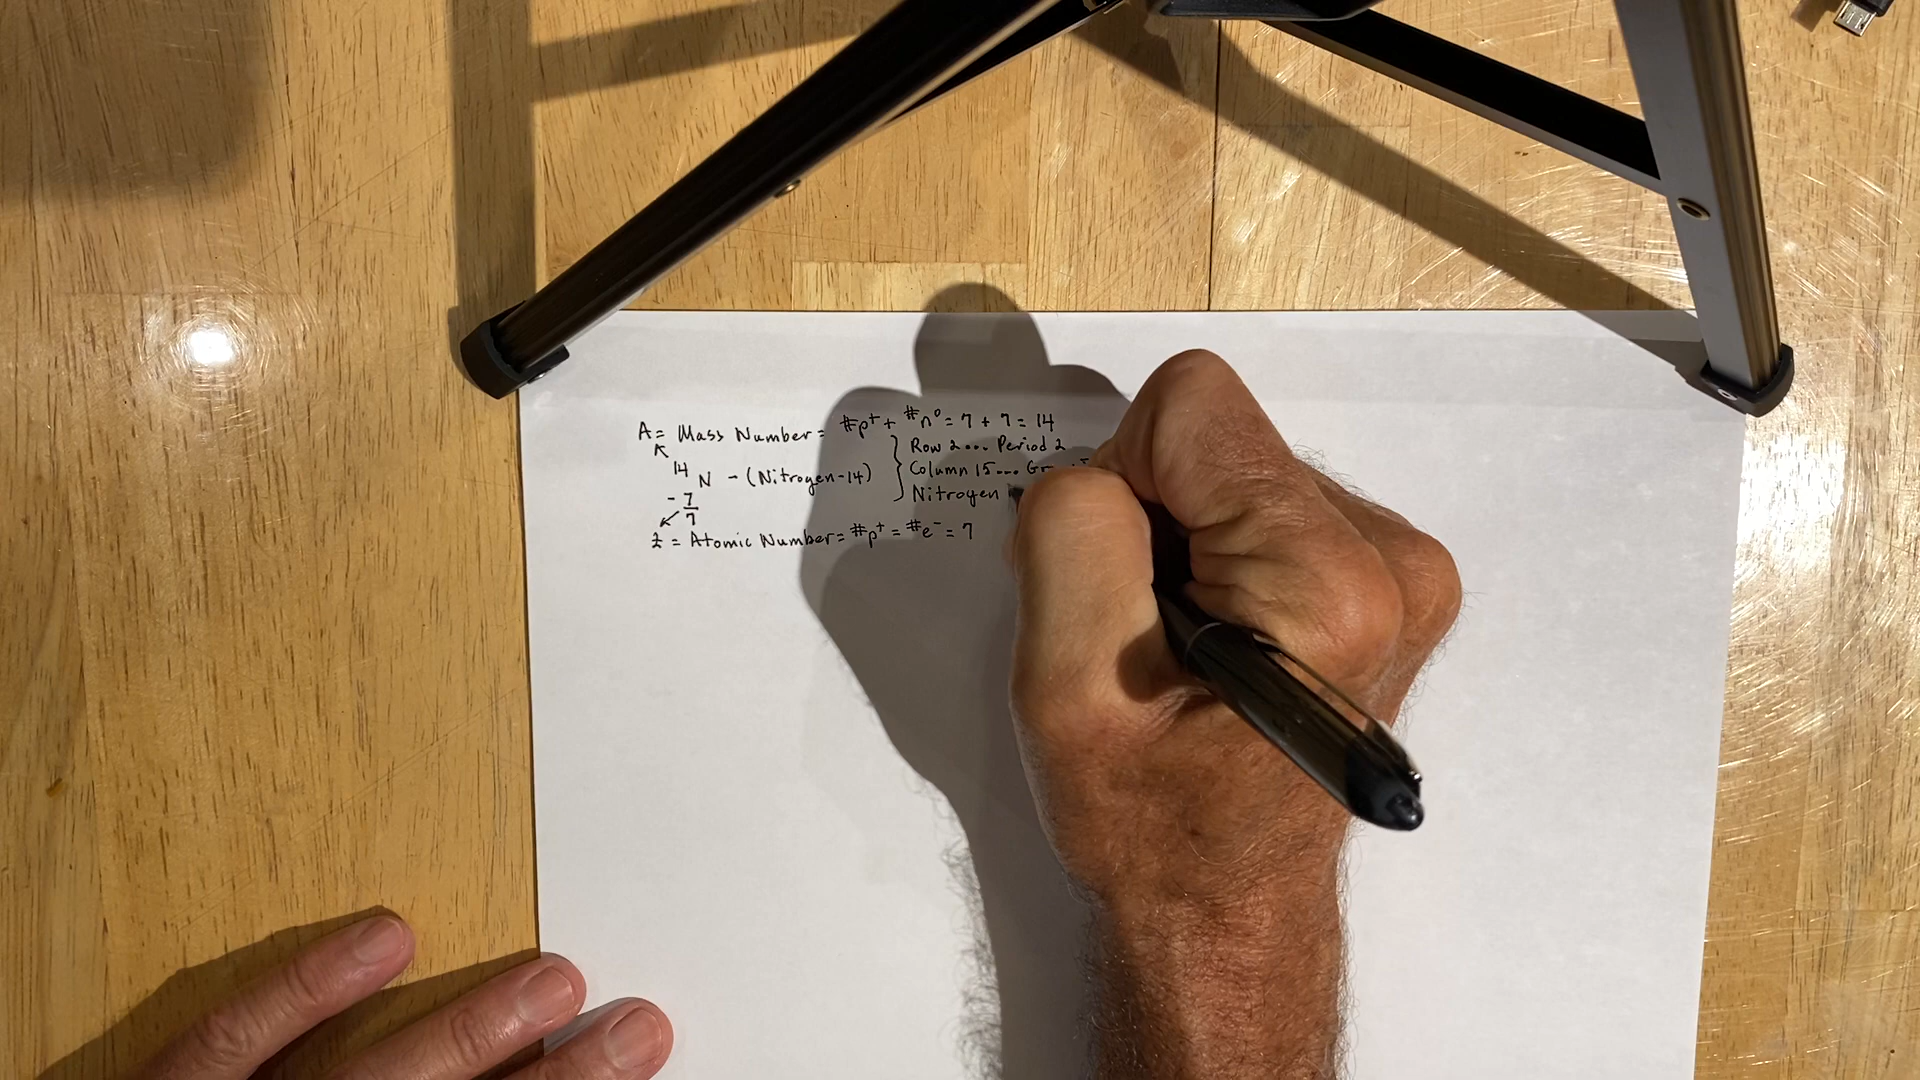 A = Mass Number = #p⁺ + #n⁰ = 7 + 7 = 14
Row 2... Period 2
14 N - (Nitrogen-14)
Column 15...
- 7
Nitrogen
7
Z = Atomic Number = #p⁺ = #e⁻ = 7